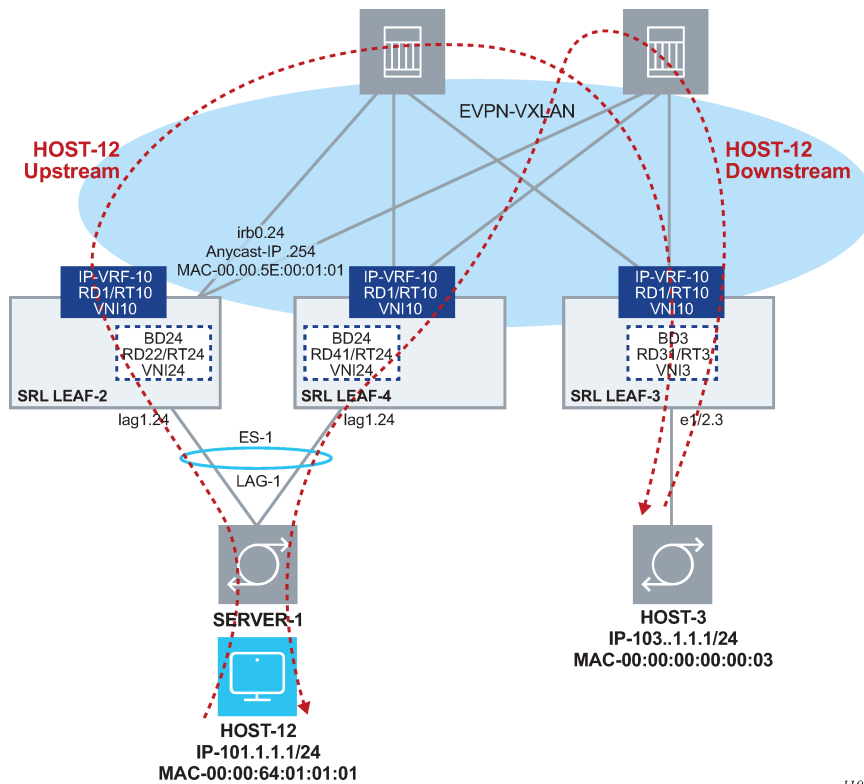 EVPN-VXLAN
HOST-12
Upstream
HOST-12
Downstream
irb0.24
Anycast-IP .254
MAC-00.00.5E:00:01:01
IP-VRF-10
RD1/RT10
VNI10
IP-VRF-10
RD1/RT10
VNI10
IP-VRF-10
RD1/RT10
VNI10
BD24
RD22/RT24
VNI24
BD24
RD41/RT24
VNI24
BD3
RD31/RT3
VNI3
SRL LEAF-2
SRL LEAF-4
SRL LEAF-3
lag1.24
lag1.24
e1/2.3
ES-1
LAG-1
SERVER-1
HOST-3
IP-103..1.1.1/24
MAC-00:00:00:00:00:03
HOST-12
IP-101.1.1.1/24
MAC-00:00:64:01:01:01